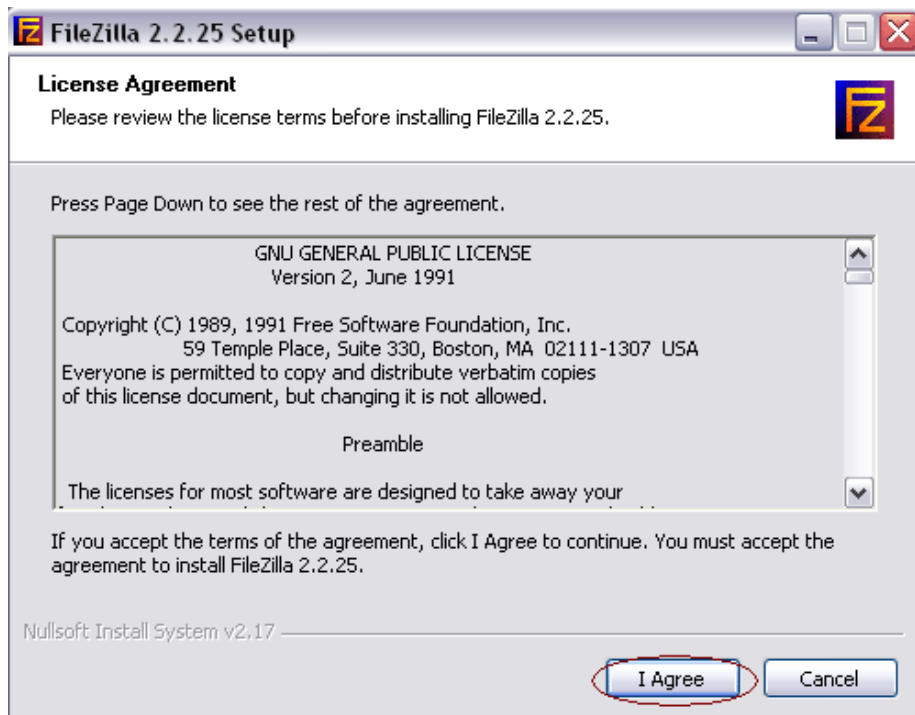 FileZilla 2.2.25 Setup
License Agreement
Please review the license terms before installing FileZilla 2.2.25.
FZ
Press Page Down to see the rest of the agreement.
GNU GENERAL PUBLIC LICENSE
Version 2, June 1991
Copyright (C) 1989, 1991 Free Software Foundation, Inc.
59 Temple Place, Suite 330, Boston, MA  02111-1307  USA
Everyone is permitted to copy and distribute verbatim copies
of this license document, but changing it is not allowed.
Preamble
The licenses for most software are designed to take away your
If you accept the terms of the agreement, click I Agree to continue. You must accept the
agreement to install FileZilla 2.2.25.
Nullsoft Install System v2.17
I Agree
Cancel